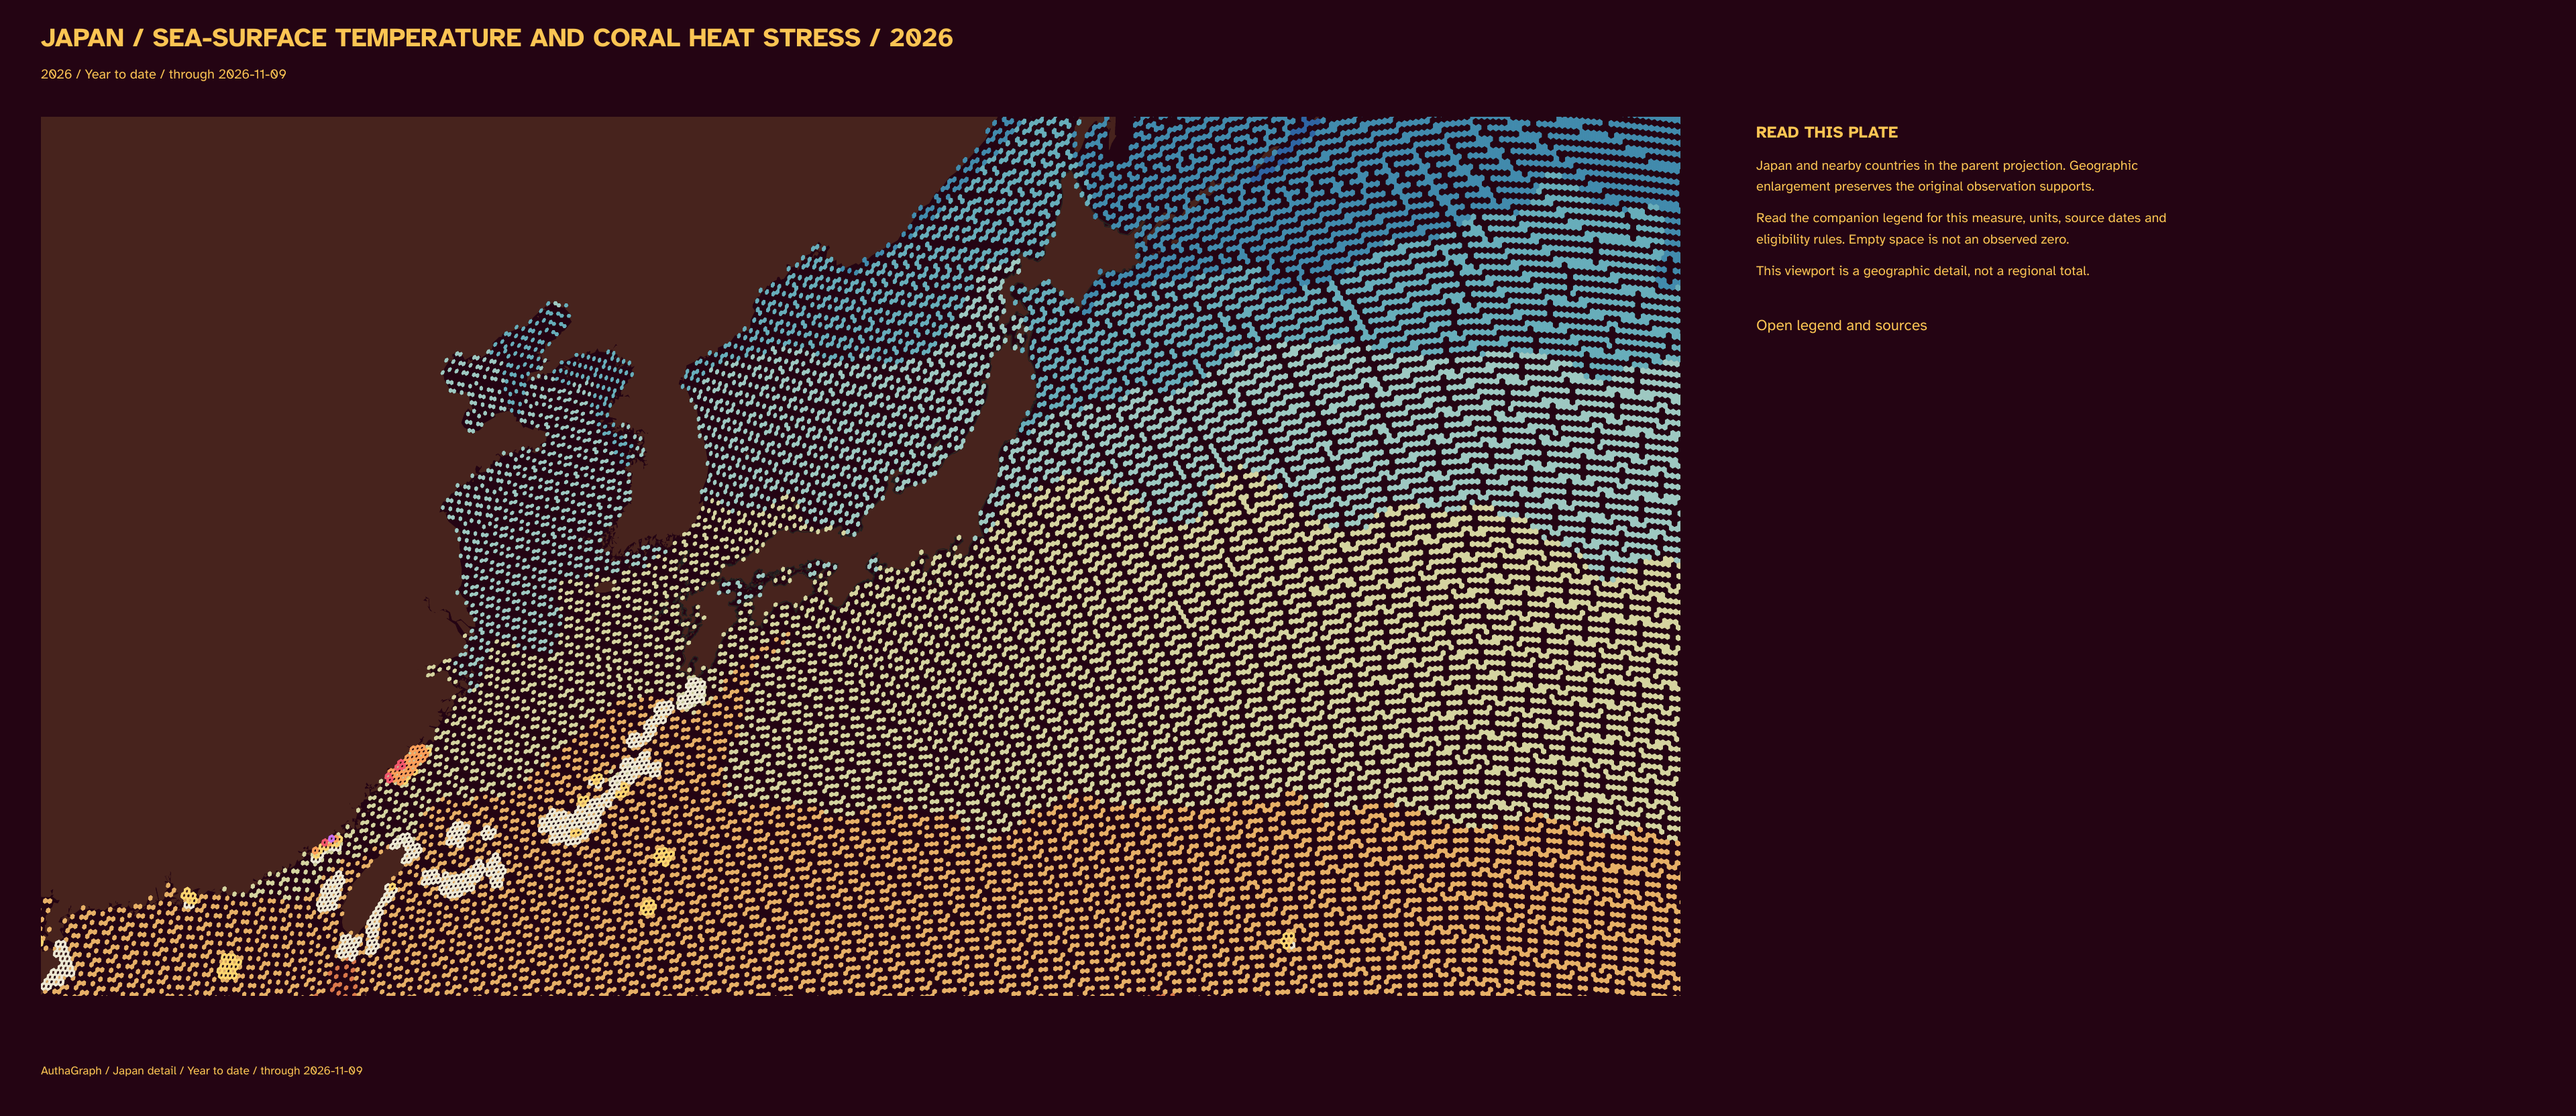 JAPAN / SEA-SURFACE TEMPERATURE AND CORAL HEAT STRESS / 2026
2026 / Year to date / through 2026-11-09
READ THIS PLATE
Japan and nearby countries in the parent projection. Geographic
enlargement preserves the original observation supports.
Read the companion legend for this measure, units, source dates and
eligibility rules. Empty space is not an observed zero.
This viewport is a geographic detail, not a regional total.
Open legend and sources
AuthaGraph / Japan detail / Year to date / through 2026-11-09